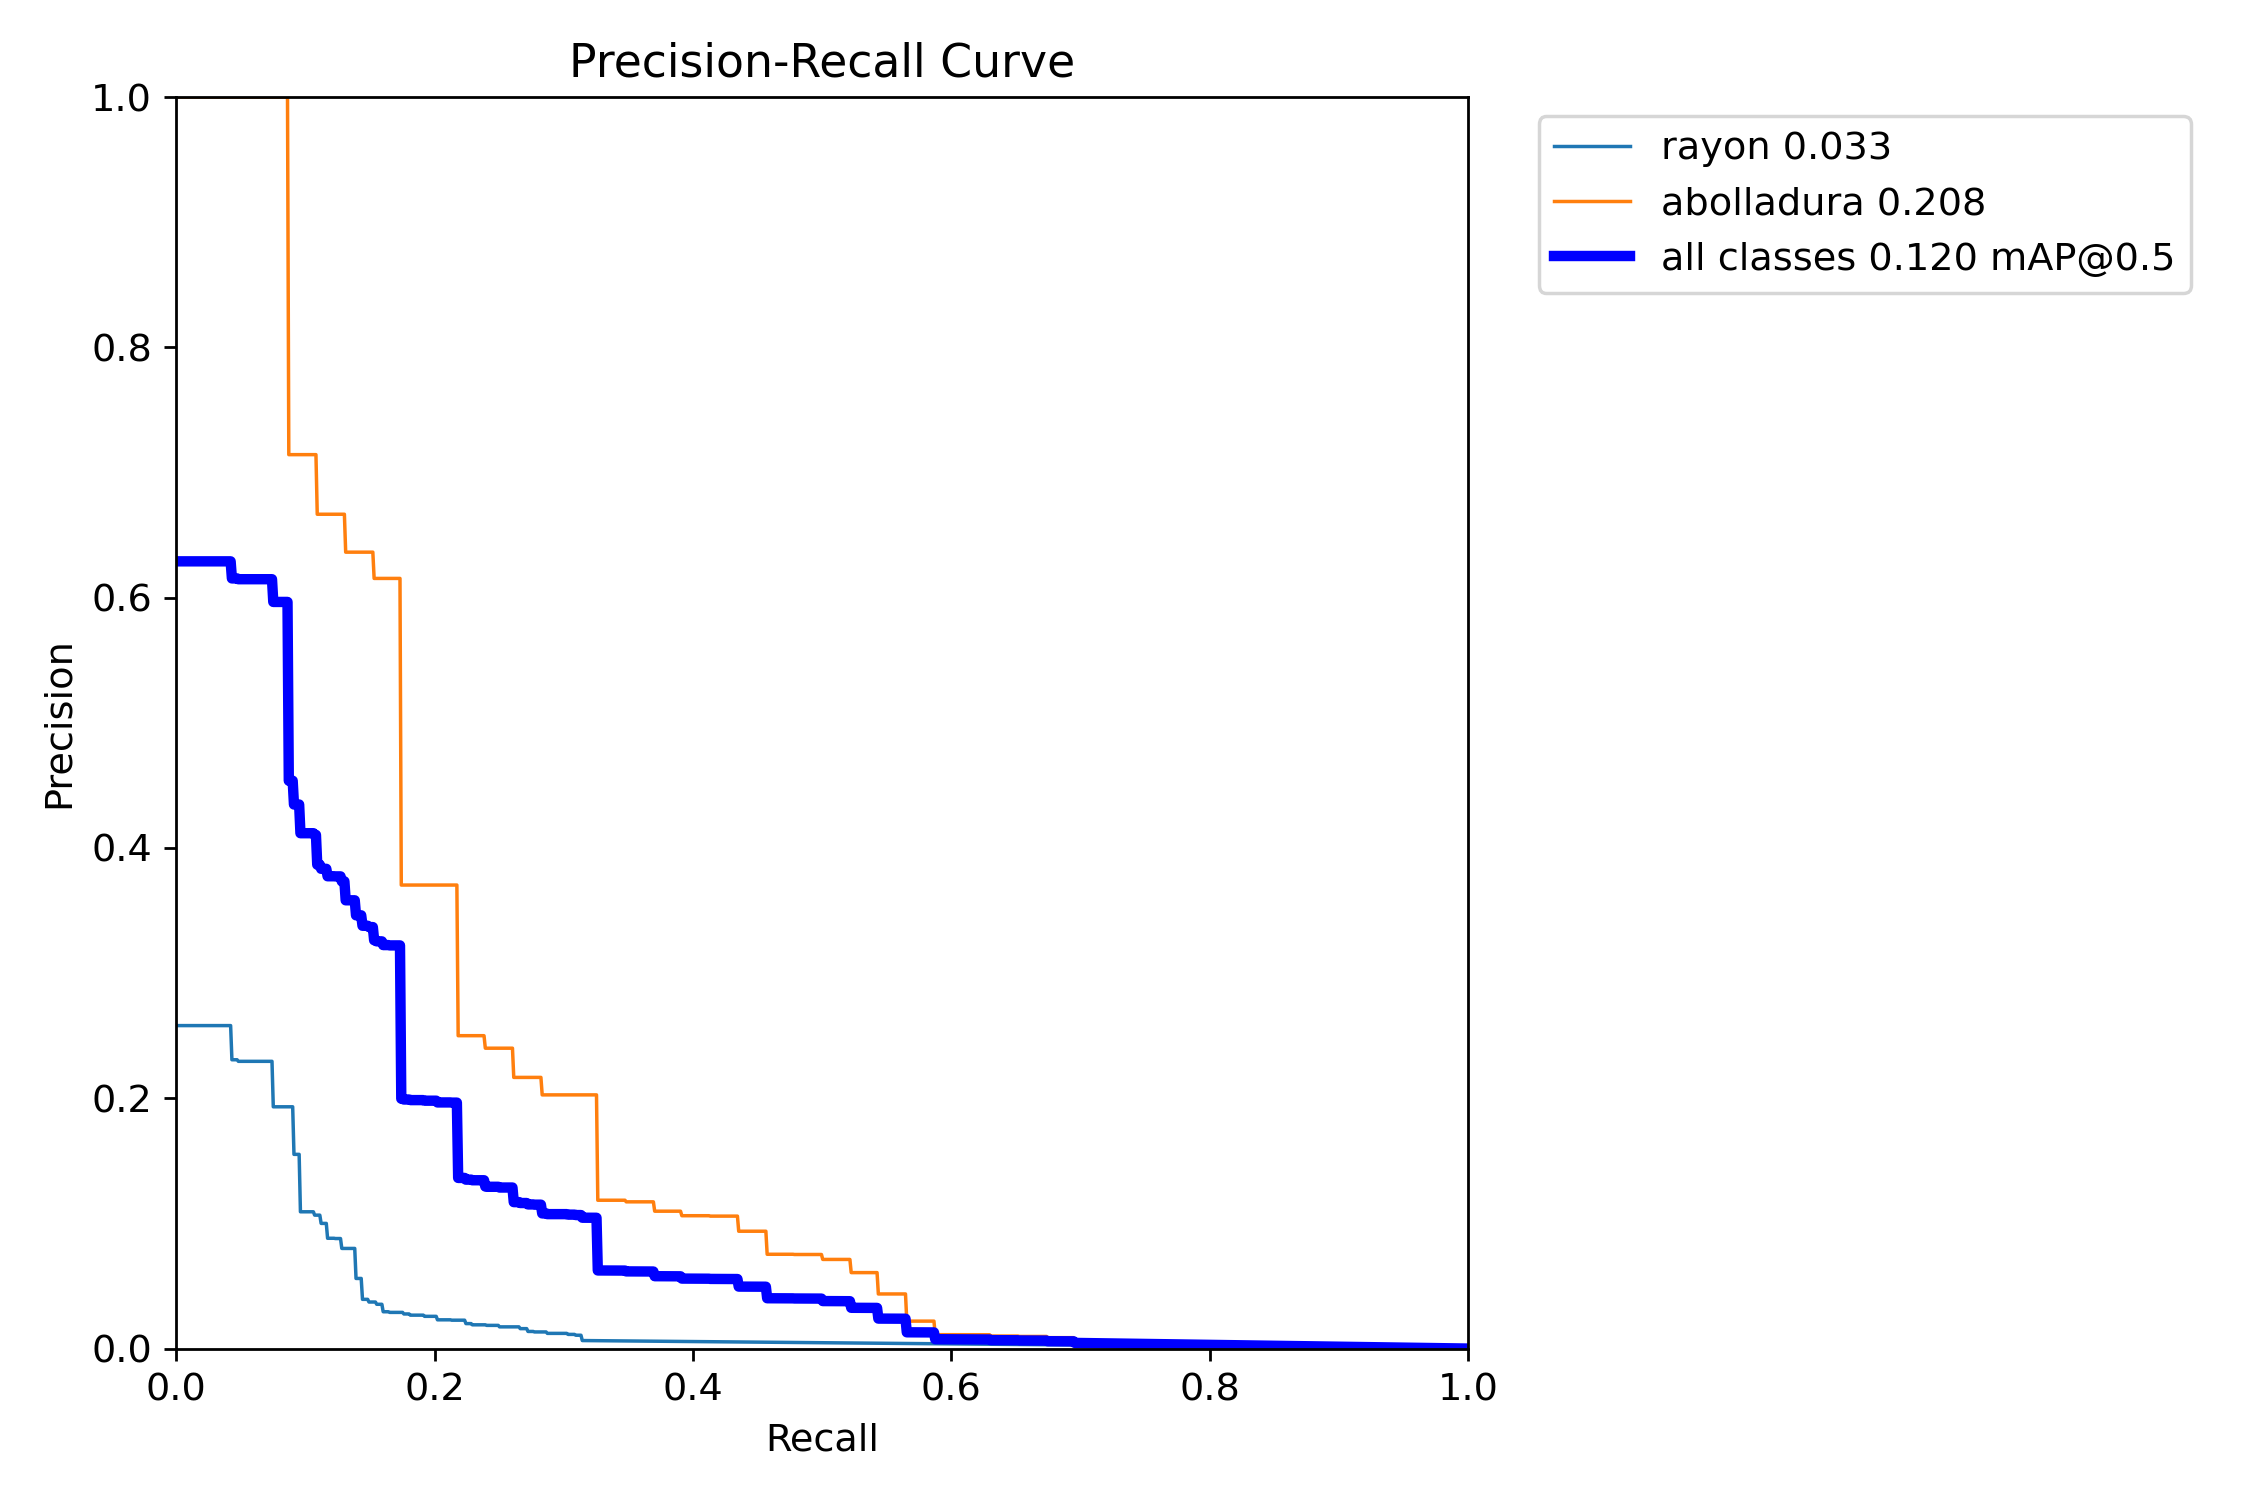 Precision-Recall Curve
1.0
0.8
0.6
0.4
0.2
0.0
Precision
0.0 0.2 0.4 0.6 0.8 1.0
Recall
rayon 0.033
abolladura 0.208
all classes 0.120 mAP@0.5